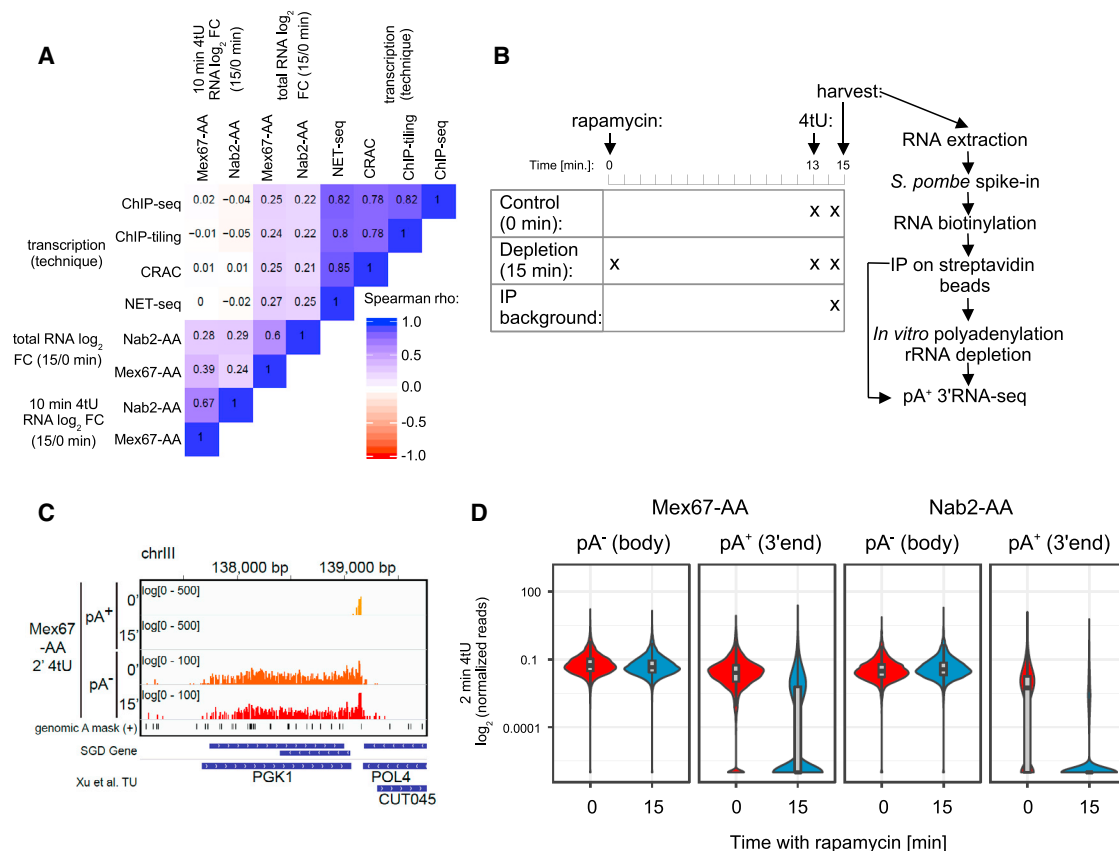 A
10 min 4tU
RNA log2 FC
(15/0 min)
total RNA log2
FC (15/0 min)
transcription
(technique)
Mex67-AA
Nab2-AA
Mex67-AA
Nab2-AA
NET-seq
CRAC
ChIP-tiling
ChIP-seq
transcription
(technique)
ChIP-seq 0.02 −0.04 0.25 0.22 0.82 0.78 0.82 1
ChIP-tiling −0.01 −0.05 0.24 0.22 0.8 0.78 1
CRAC 0.01 0.01 0.25 0.21 0.85 1
NET-seq 0 −0.02 0.27 0.25 1
total RNA log2
FC (15/0 min)
Nab2-AA 0.28 0.29 0.6 1
Mex67-AA 0.39 0.24 1
10 min 4tU
RNA log2 FC
(15/0 min)
Nab2-AA 0.67 1
Mex67-AA 1
Spearman rho:
1.0
0.5
0.0
-0.5
-1.0
B
rapamycin:
4tU:
harvest:
Time [min.]: 0 13 15
Control
(0 min): x x
Depletion
(15 min): x x x
IP
background: x
RNA extraction
S. pombe spike-in
RNA biotinylation
IP on streptavidin
beads
In vitro polyadenylation
rRNA depletion
pA+ 3'RNA-seq
C
chrIII
138,000 bp 139,000 bp
Mex67
-AA
2' 4tU
pA+
0' log[0 - 500]
15' log[0 - 500]
pA-
0' log[0 - 100]
15' log[0 - 100]
genomic A mask (+)
SGD Gene
Xu et al. TU
PGK1
POL4
CUT045
D
Mex67-AA Nab2-AA
pA- (body) pA+ (3'end) pA- (body) pA+ (3'end)
2 min 4tU
log2 (normalized reads)
100
0.1
0.0001
0 15 0 15 0 15 0 15
Time with rapamycin [min]